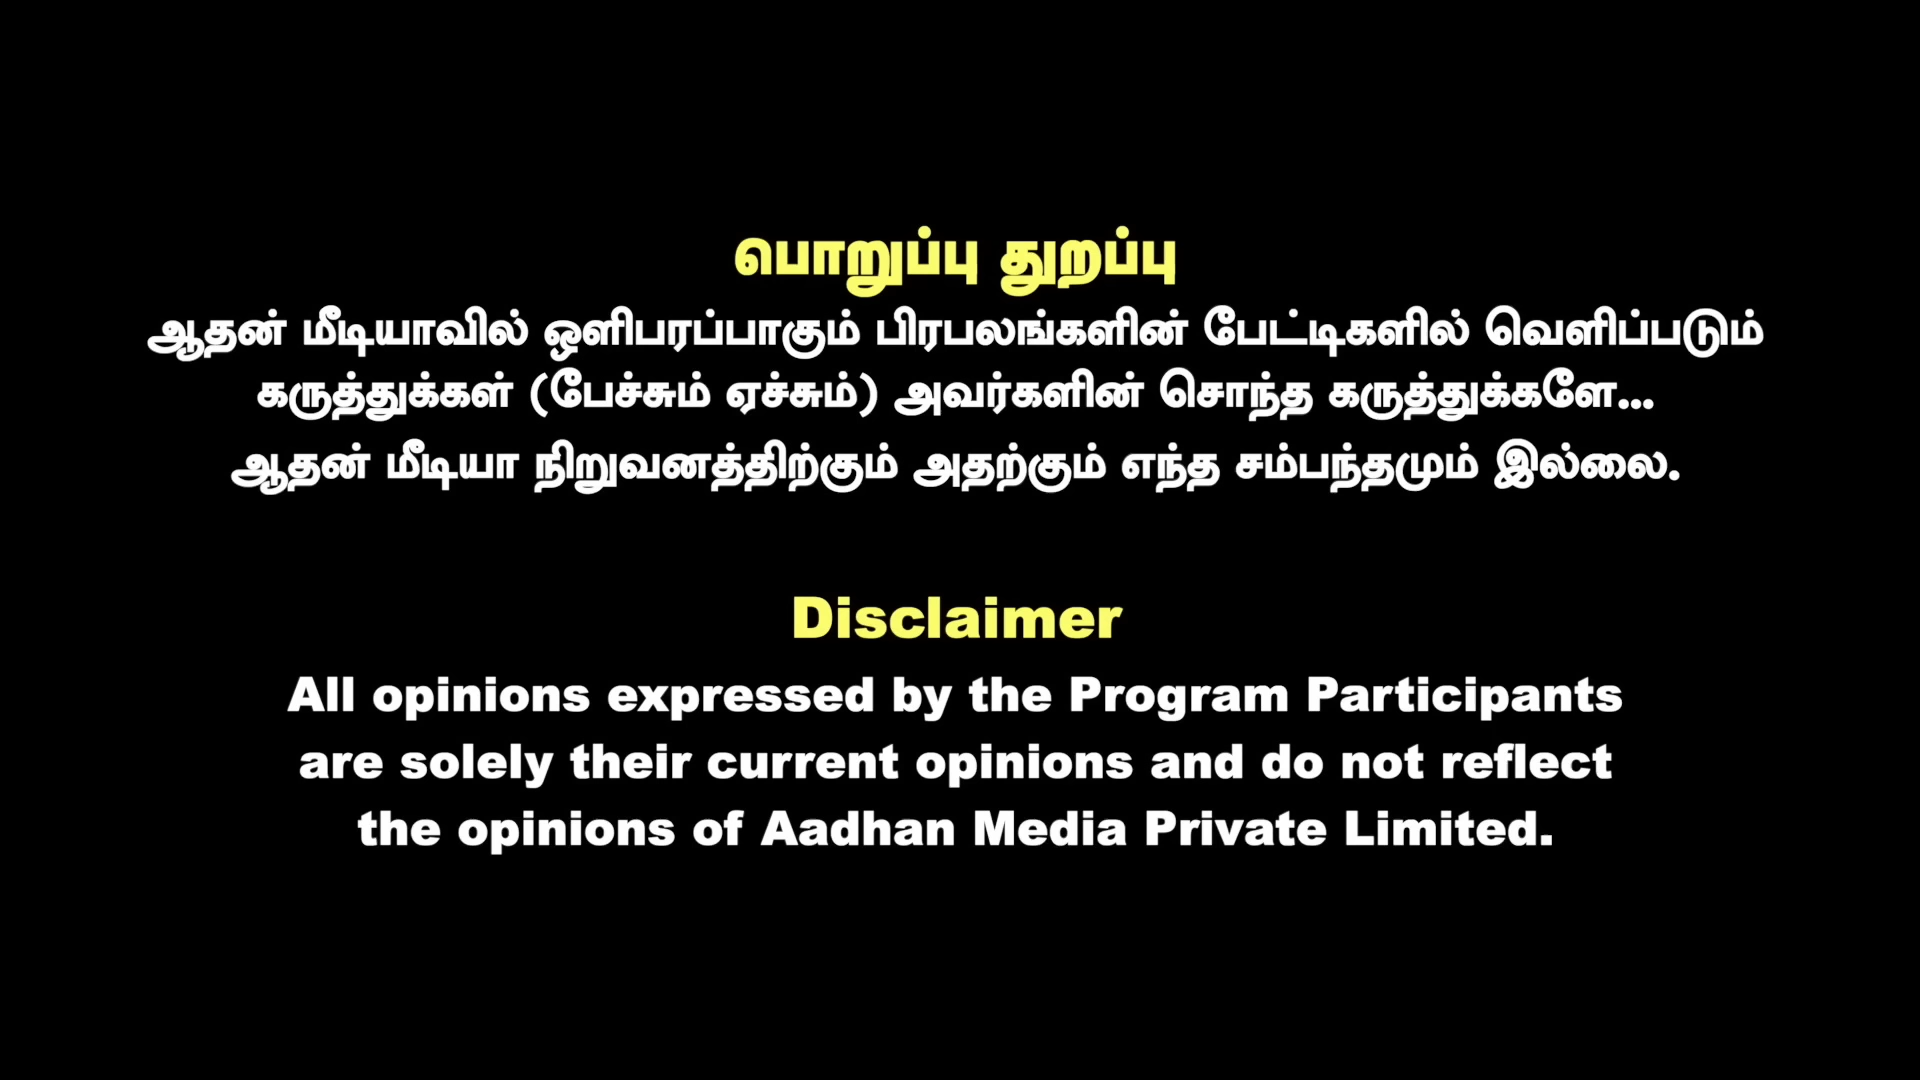 பொறுப்பு துறப்பு
ஆதன் மீடியாவில் ஒளிபரப்பாகும் பிரபலங்களின் பேட்டிகளில் வெளிப்படும்
கருத்துக்கள் (பேச்சும் ஏச்சும்) அவர்களின் சொந்த கருத்துக்களே...
ஆதன் மீடியா நிறுவனத்திற்கும் அதற்கும் எந்த சம்பந்தமும் இல்லை.
Disclaimer
All opinions expressed by the Program Participants
are solely their current opinions and do not reflect
the opinions of Aadhan Media Private Limited.